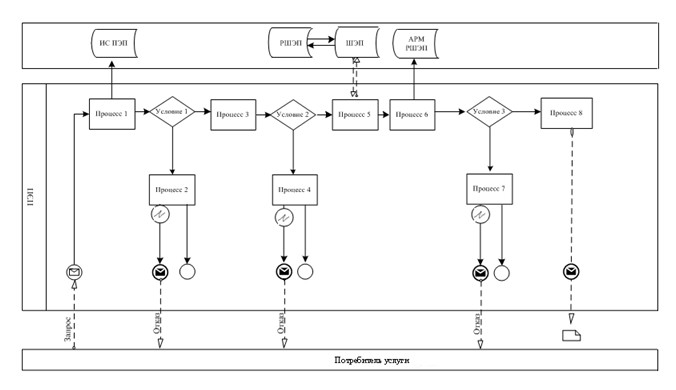 ИС ПЭП
РШЭП
ШЭП
АРМ
РШЭП
Процесс 1
Условие 1
Процесс 3
Условие 2
Процесс 5
Процесс 6
Условие 3
Процесс 8
Процесс 2
Процесс 4
Процесс 7
ПЭП
Запрос
Отказ
Отказ
Отказ
Потребитель услуги